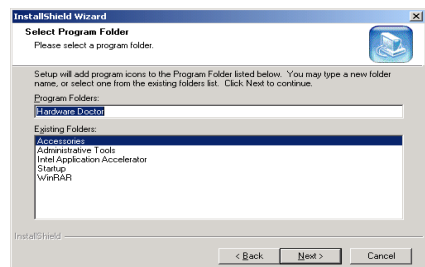 InstallShield Wizard
Select Program Folder
Please select a program folder.
Setup will add program icons to the Program Folder listed below. You may type a new folder
name, or select one from the existing folders list. Click Next to continue.
Program Folders:
Hardware Doctor
Existing Folders:
Accessories
Administrative Tools
Intel Application Accelerator
Startup
WinRAR
InstallShield
< Back
Next >
Cancel